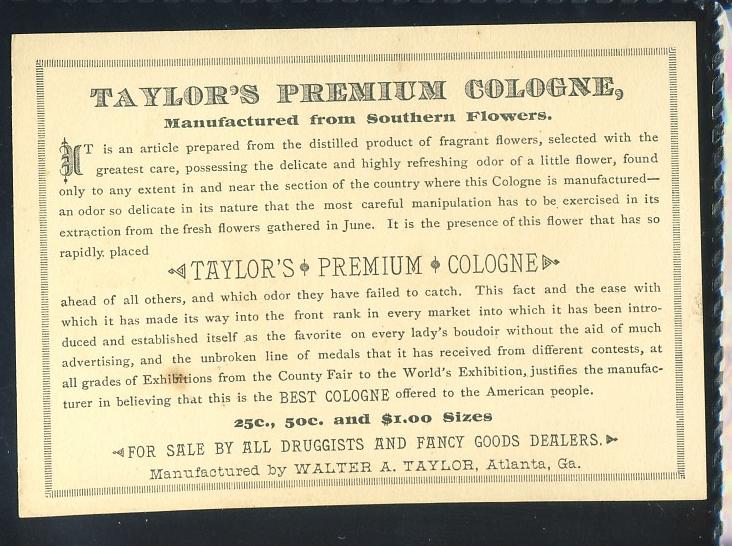 TAYLOR'S PREMIUM COLOGNE,
Manufactured from Southern Flowers.
IT is an article prepared from the distilled product of fragrant flowers, selected with the
greatest care, possessing the delicate and highly refreshing odor of a little flower, found
only to any extent in and near the section of the country where this Cologne is manufactured—
an odor so delicate in its nature that the most careful manipulation has to be exercised in its
extraction from the fresh flowers gathered in June. It is the presence of this flower that has so
rapidly. placed
TAYLOR'S PREMIUM COLOGNE
ahead of all others, and which odor they have failed to catch. This fact and the ease with
which it has made its way into the front rank in every market into which it has been intro-
duced and established itself as the favorite on every lady's boudoir without the aid of much
advertising, and the unbroken line of medals that it has received from different contests, at
all grades of Exhibitions from the County Fair to the World's Exhibition, justifies the manufac-
turer in believing that this is the BEST COLOGNE offered to the American people.
25c., 50c. and $1.00 Sizes
FOR SALE BY ALL DRUGGISTS AND FANCY GOODS DEALERS.
Manufactured by WALTER A. TAYLOR, Atlanta, Ga.